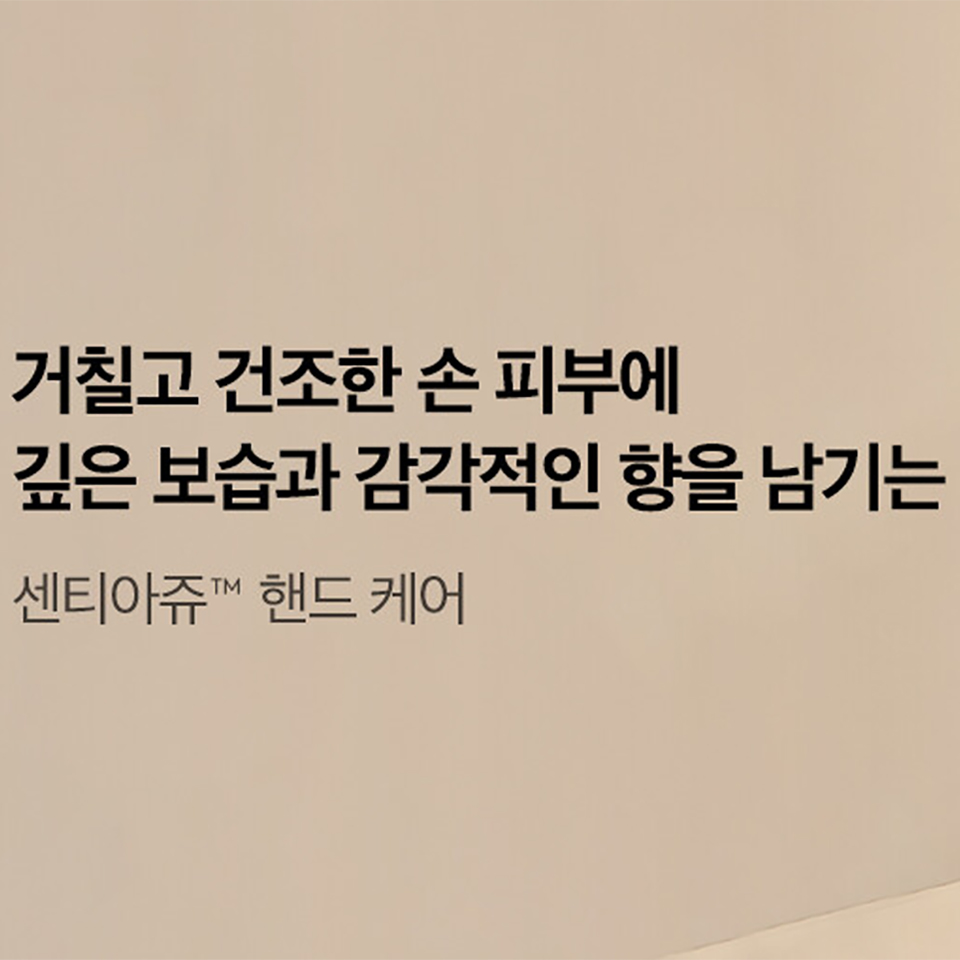 거칠고 건조한 손 피부에
깊은 보습과 감각적인 향을 남기는
센티아쥬™ 핸드 케어